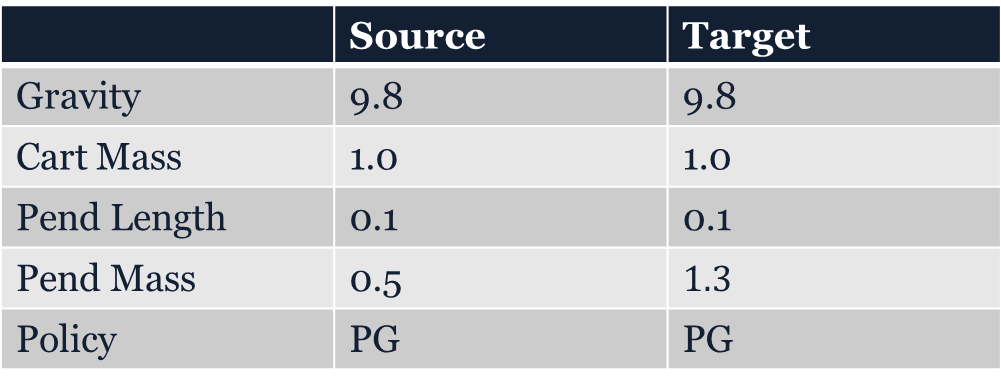 Source Target
Gravity 9.8 9.8
Cart Mass 1.0 1.0
Pend Length 0.1 0.1
Pend Mass 0.5 1.3
Policy PG PG